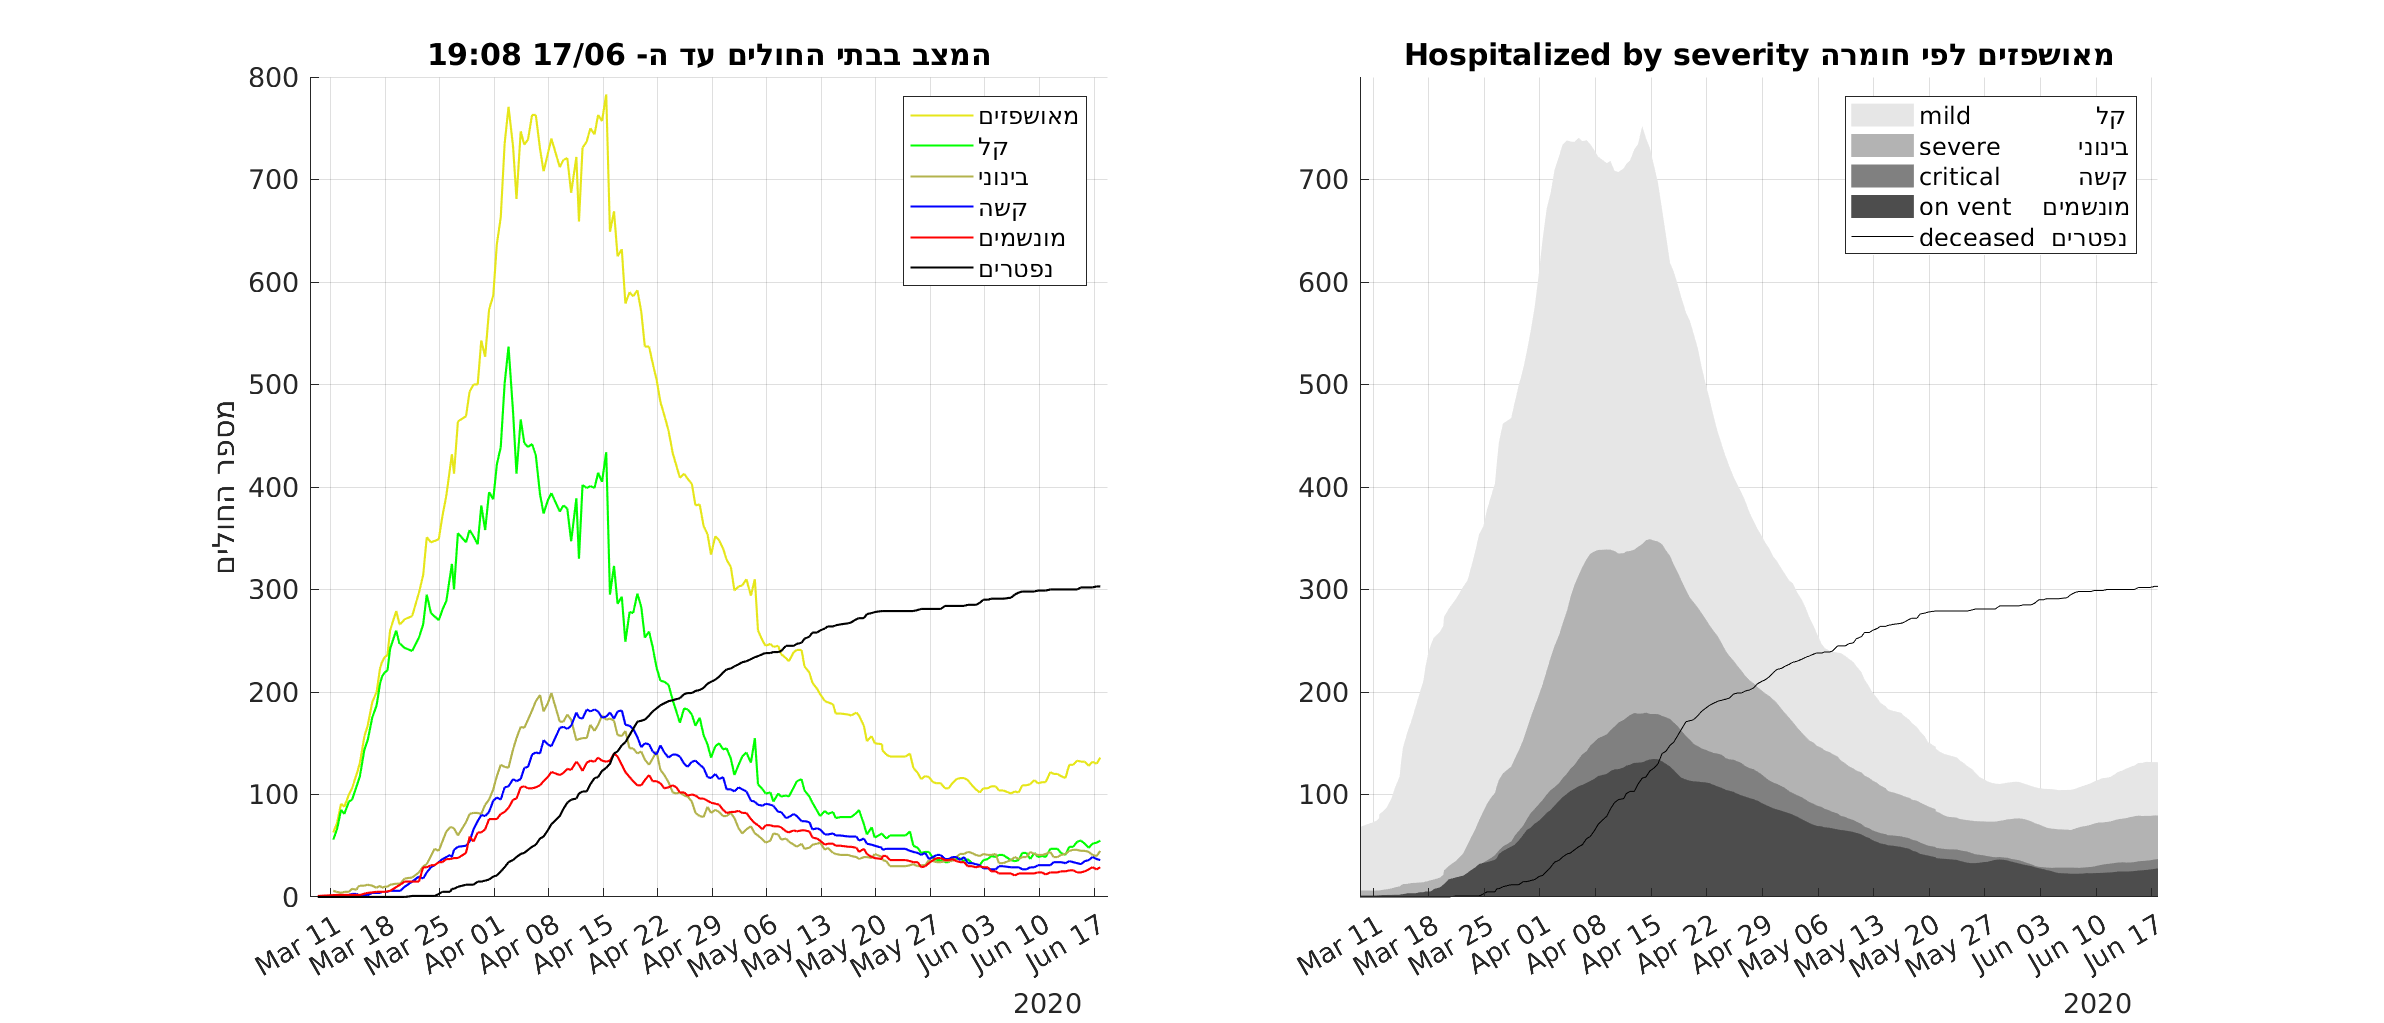 המצב בבתי החולים עד ה- 17/06 19:08
800
700
600
500
400
300
200
100
0
מספר החולים
מאושפזים
קל
בינוני
קשה
מונשמים
נפטרים
Mar 11
Mar 18
Mar 25
Apr 01
Apr 08
Apr 15
Apr 22
Apr 29
May 06
May 13
May 20
May 27
Jun 03
Jun 10
Jun 17
2020
Hospitalized by severity מאושפזים לפי חומרה
700
600
500
400
300
200
100
mild קל
severe בינוני
critical קשה
on vent מונשמים
deceased נפטרים
Mar 11
Mar 18
Mar 25
Apr 01
Apr 08
Apr 15
Apr 22
Apr 29
May 06
May 13
May 20
May 27
Jun 03
Jun 10
Jun 17
2020